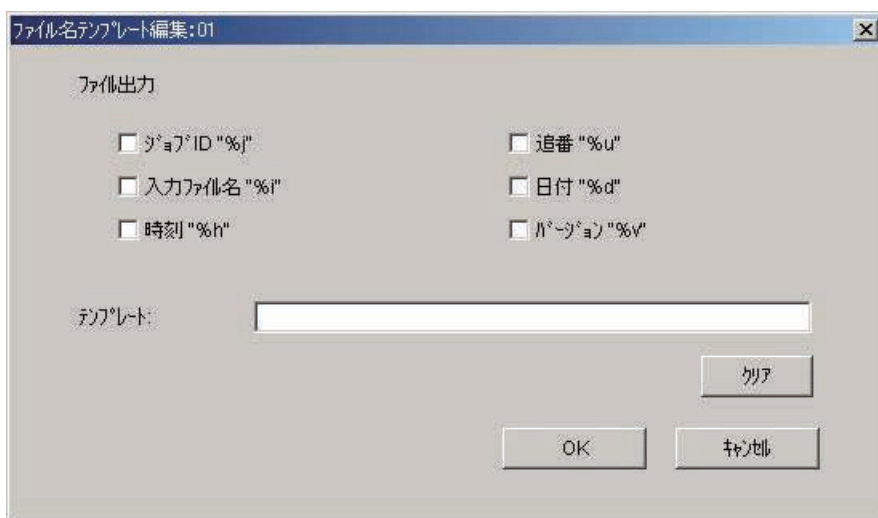 ﾌｧｲﾙ名ﾃﾝﾌﾟﾚｰﾄ編集:01
ﾌｧｲﾙ出力
ｼﾞｮﾌﾞID "%j"
追番 "%u"
入力ﾌｧｲﾙ名 "%i"
日付 "%d"
時刻 "%h"
ﾊﾞｰｼﾞｮﾝ "%v"
ﾃﾝﾌﾟﾚｰﾄ:
ｸﾘｱ
OK
ｷｬﾝｾﾙ